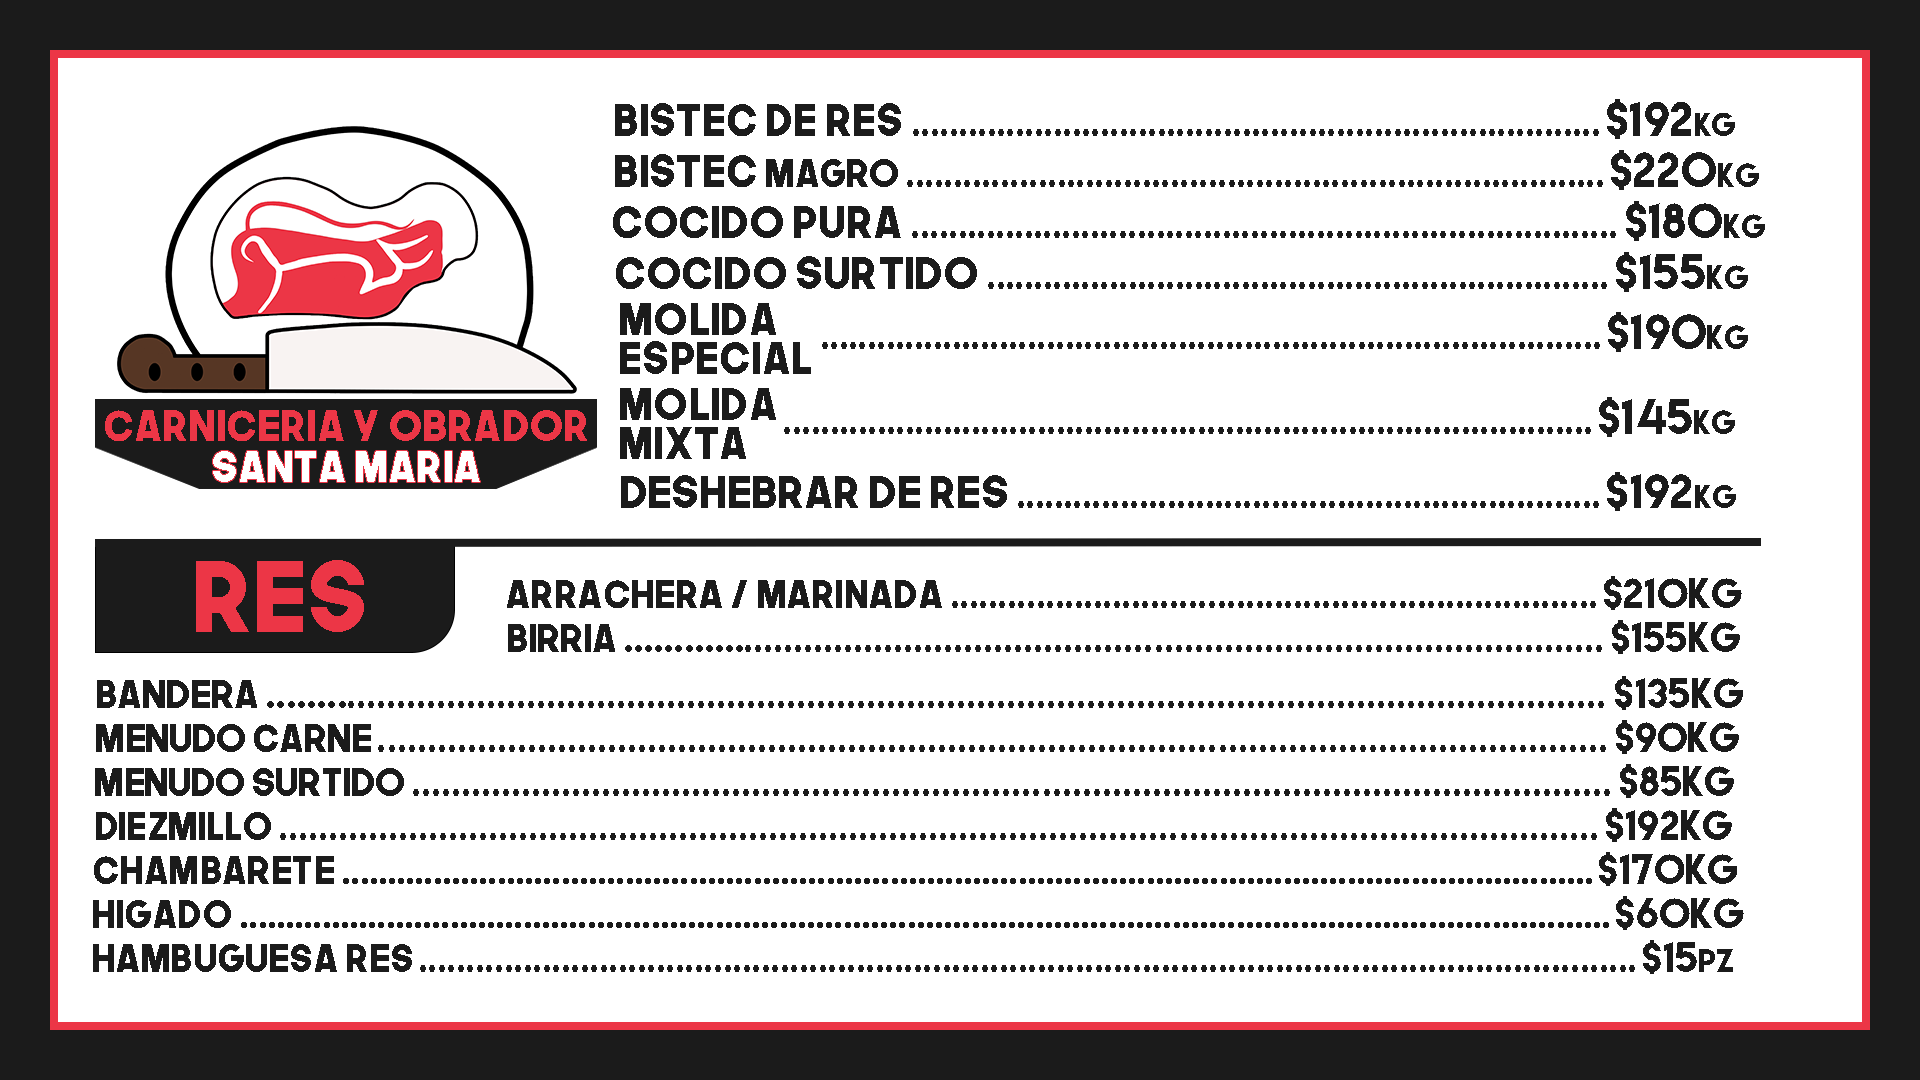 CARNICERIA Y OBRADOR
SANTA MARIA
BISTEC DE RES ........................ $192KG
BISTEC MAGRO ........................ $220KG
COCIDO PURA ........................ $180KG
COCIDO SURTIDO ........................ $155KG
MOLIDA
ESPECIAL ........................ $190KG
MOLIDA
MIXTA ........................ $145KG
DESHEBRAR DE RES ........................ $192KG
RES
ARRACHERA / MARINADA ........................ $210KG
BIRRIA ........................ $155KG
BANDERA ........................ $135KG
MENUDO CARNE ........................ $90KG
MENUDO SURTIDO ........................ $85KG
DIEZMILLO ........................ $192KG
CHAMBARETE ........................ $170KG
HIGADO ........................ $60KG
HAMBUGUESA RES ........................ $15PZ